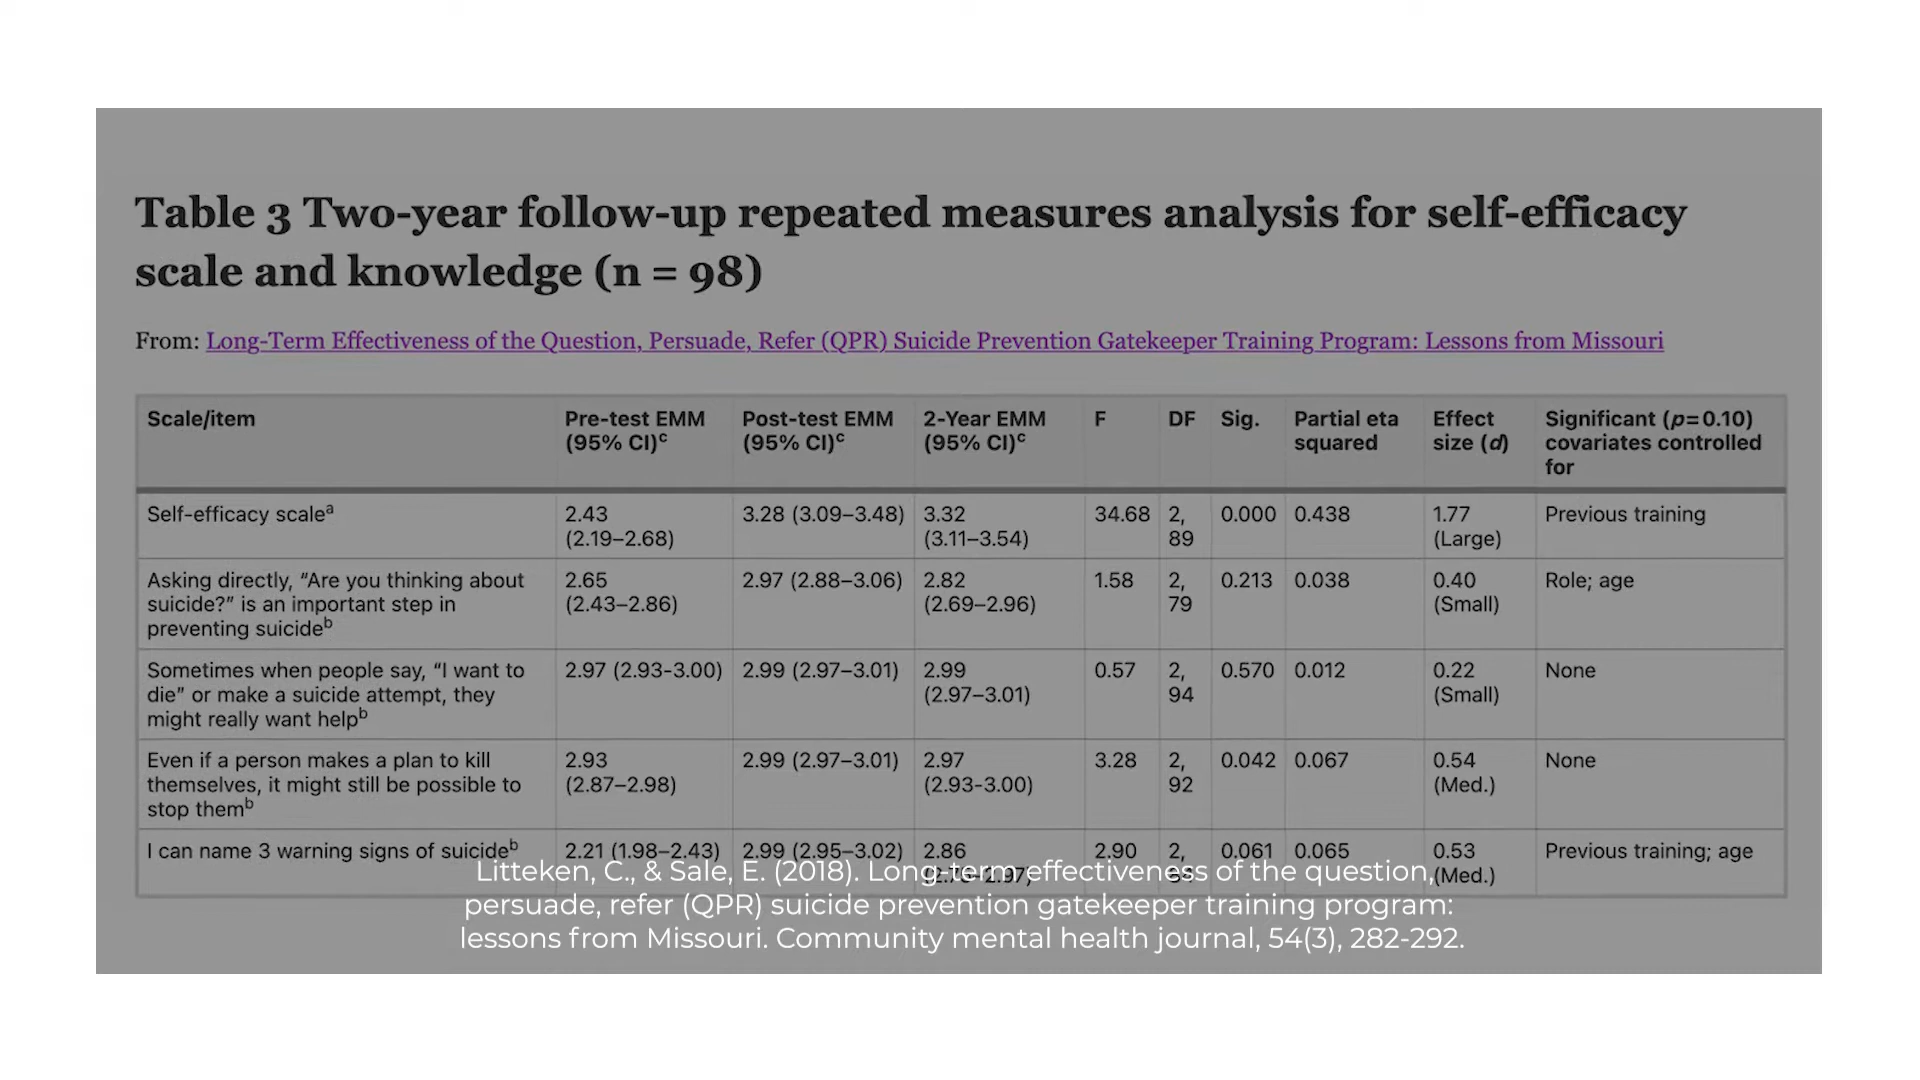 Table 3 Two-year follow-up repeated measures analysis for self-efficacy
scale and knowledge (n = 98)
From: Long-Term Effectiveness of the Question, Persuade, Refer (QPR) Suicide Prevention Gatekeeper Training Program: Lessons from Missouri
Scale/item Pre-test EMM (95% CI)c Post-test EMM (95% CI)c 2-Year EMM (95% CI)c F DF Sig. Partial eta squared Effect size (d) Significant (p=0.10) covariates controlled for
Self-efficacy scalea 2.43 (2.19–2.68) 3.28 (3.09–3.48) 3.32 (3.11–3.54) 34.68 2, 89 0.000 0.438 1.77 (Large) Previous training
Asking directly, “Are you thinking about
suicide?” is an important step in
preventing suicideb 2.65 (2.43–2.86) 2.97 (2.88–3.06) 2.82 (2.69–2.96) 1.58 2, 79 0.213 0.038 0.40 (Small) Role; age
Sometimes when people say, “I want to
die” or make a suicide attempt, they
might really want helpb 2.97 (2.93-3.00) 2.99 (2.97–3.01) 2.99 (2.97–3.01) 0.57 2, 94 0.570 0.012 0.22 (Small) None
Even if a person makes a plan to kill
themselves, it might still be possible to
stop themb 2.93 (2.87–2.98) 2.99 (2.97–3.01) 2.97 (2.93-3.00) 3.28 2, 92 0.042 0.067 0.54 (Med.) None
I can name 3 warning signs of suicideb 2.21 (1.98–2.43) 2.99 (2.95–3.02) 2.86 2.90 2, 0.061 0.065 0.53 (Med.) Previous training; age
Litteken, C., & Sale, E. (2018). Long-term effectiveness of the question,
persuade, refer (QPR) suicide prevention gatekeeper training program:
lessons from Missouri. Community mental health journal, 54(3), 282-292.